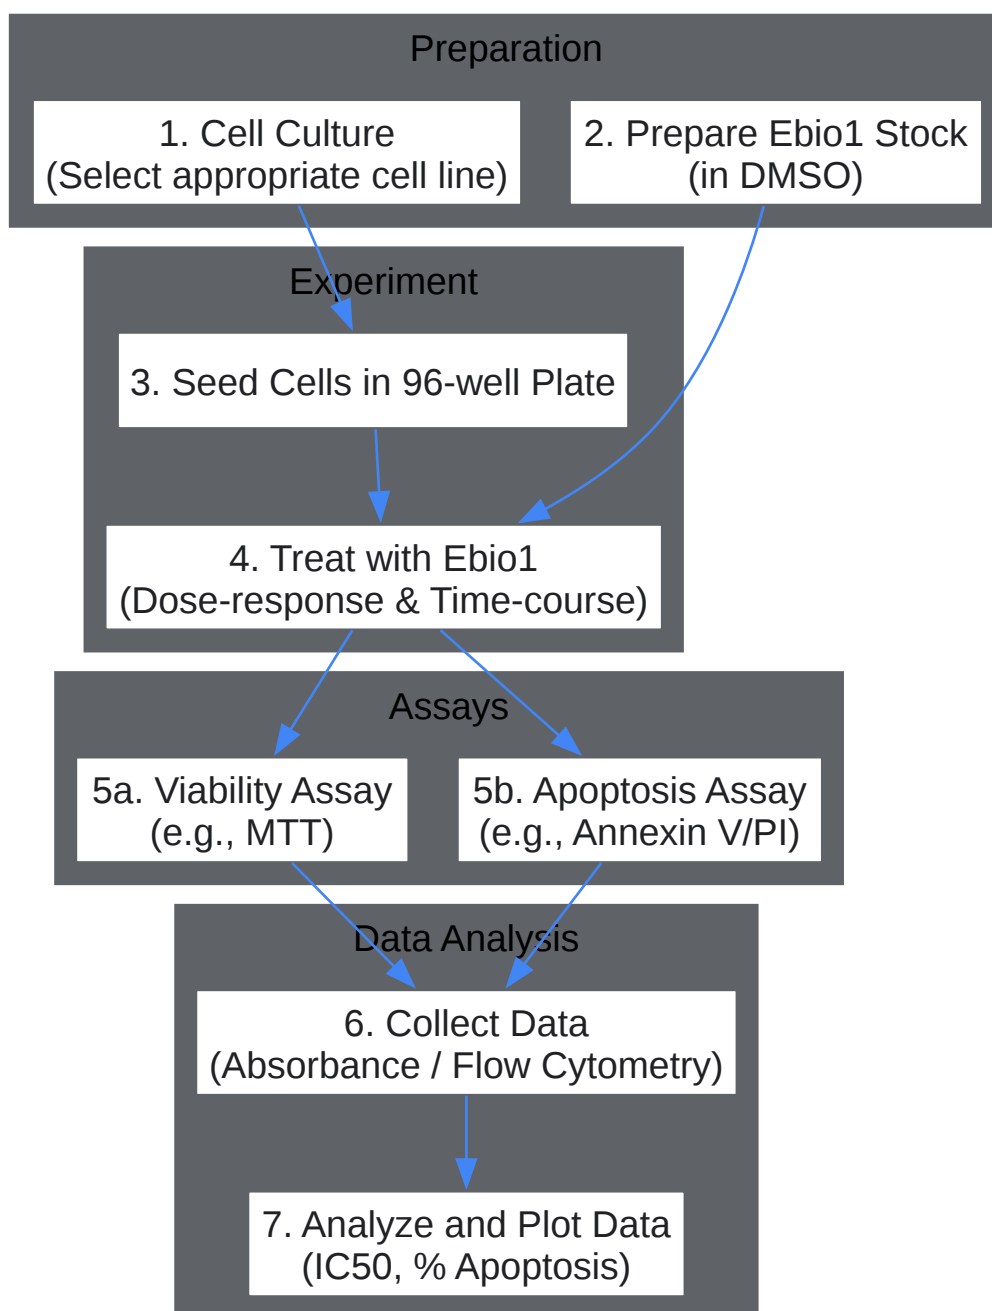 Preparation
1. Cell Culture
(Select appropriate cell line)
2. Prepare Ebio1 Stock
(in DMSO)
Experiment
3. Seed Cells in 96-well Plate
4. Treat with Ebio1
(Dose-response & Time-course)
Assays
5a. Viability Assay
(e.g., MTT)
5b. Apoptosis Assay
(e.g., Annexin V/PI)
Data Analysis
6. Collect Data
(Absorbance / Flow Cytometry)
7. Analyze and Plot Data
(IC50, % Apoptosis)